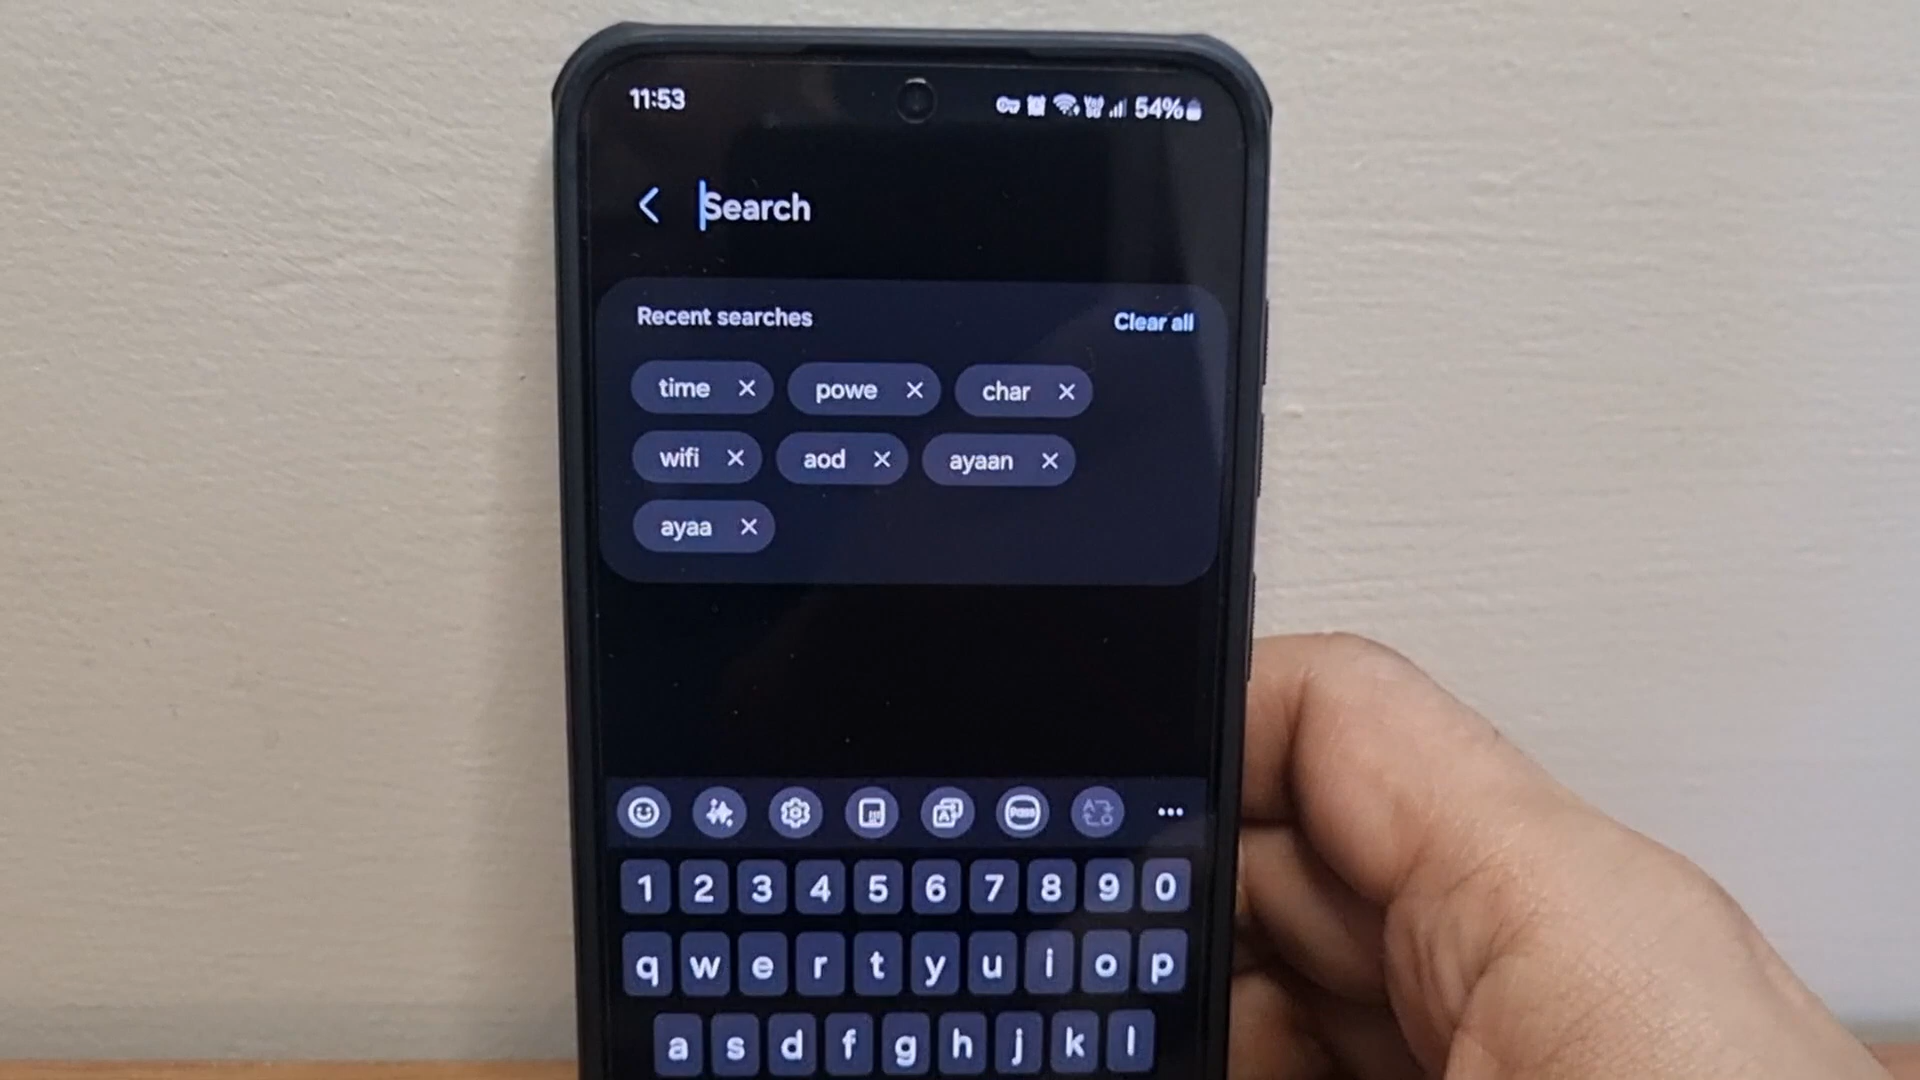 11:53 54%
Search
Recent searches Clear all
time powe char
wifi aod ayaan
ayaa
Pass
1 2 3 4 5 6 7 8 9 0
q w e r t y u i o p
a s d f g h j k l